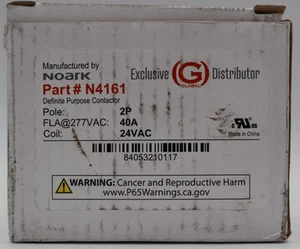 Manufactured by
NOARK
Exclusive G Distributor
GLOBAL
Part # N4161
Definite Purpose Contactor
Pole: 2P
FLA@277VAC: 40A
Coil: 24VAC
Made in China
84053210117
WARNING: Cancer and Reproductive Harm
www.P65Warnings.ca.gov